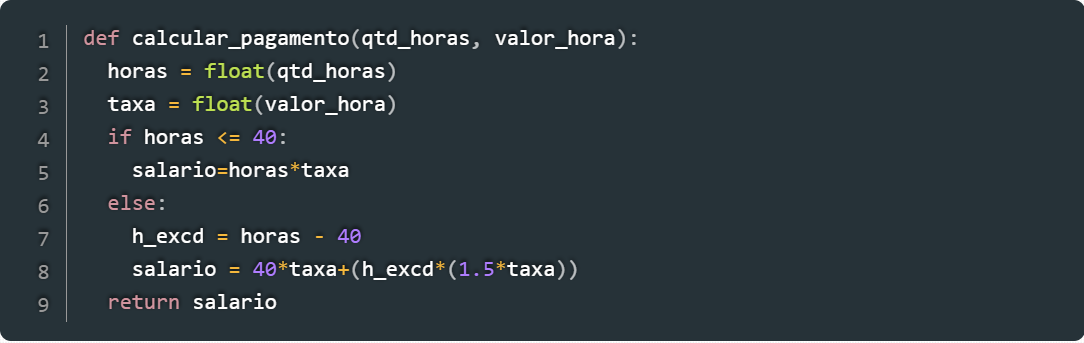 1 def calcular_pagamento(qtd_horas, valor_hora):
2   horas = float(qtd_horas)
3   taxa = float(valor_hora)
4   if horas <= 40:
5     salario=horas*taxa
6   else:
7     h_excd = horas - 40
8     salario = 40*taxa+(h_excd*(1.5*taxa))
9   return salario